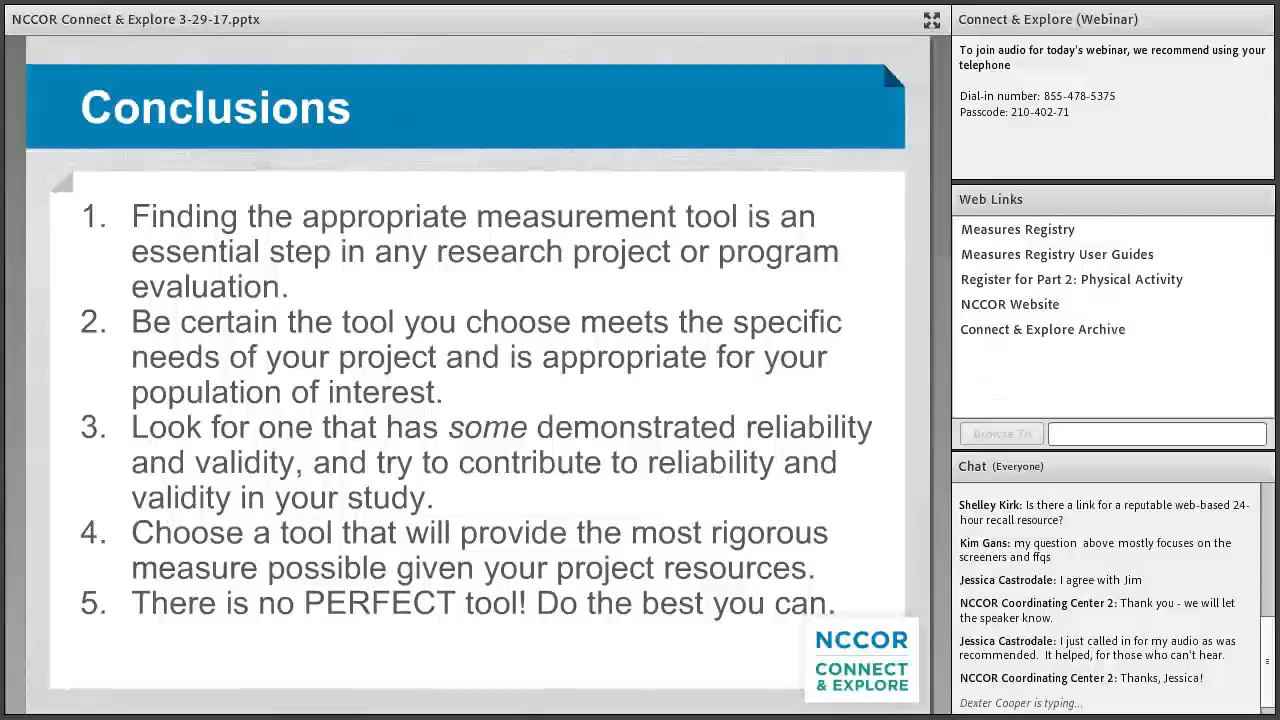 NCCOR Connect & Explore 3-29-17.pptx
Conclusions
1. Finding the appropriate measurement tool is an
essential step in any research project or program
evaluation.
2. Be certain the tool you choose meets the specific
needs of your project and is appropriate for your
population of interest.
3. Look for one that has some demonstrated reliability
and validity, and try to contribute to reliability and
validity in your study.
4. Choose a tool that will provide the most rigorous
measure possible given your project resources.
5. There is no PERFECT tool! Do the best you can.
NCCOR
CONNECT
& EXPLORE
Connect & Explore (Webinar)
To join audio for today's webinar, we recommend using your
telephone
Dial-in number: 855-478-5375
Passcode: 210-402-71
Web Links
Measures Registry
Measures Registry User Guides
Register for Part 2: Physical Activity
NCCOR Website
Connect & Explore Archive
Browse To
Chat (Everyone)
Shelley Kirk: Is there a link for a reputable web-based 24-
hour recall resource?
Kim Gans: my question above mostly focuses on the
screeners and ffqs
Jessica Castrodale: I agree with Jim
NCCOR Coordinating Center 2: Thank you - we will let
the speaker know.
Jessica Castrodale: I just called in for my audio as was
recommended. It helped, for those who can't hear.
NCCOR Coordinating Center 2: Thanks, Jessica!
Dexter Cooper is typing...